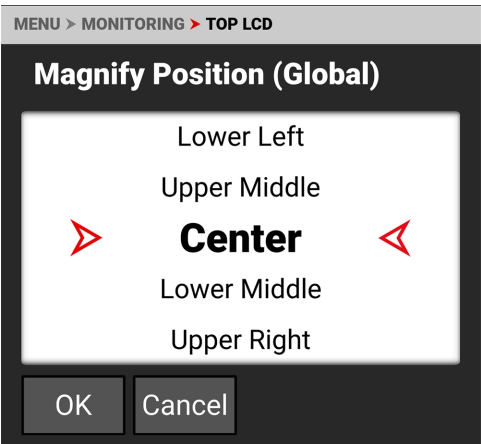 MENU > MONITORING > TOP LCD
Magnify Position (Global)
Lower Left
Upper Middle
Center
Lower Middle
Upper Right
OK Cancel